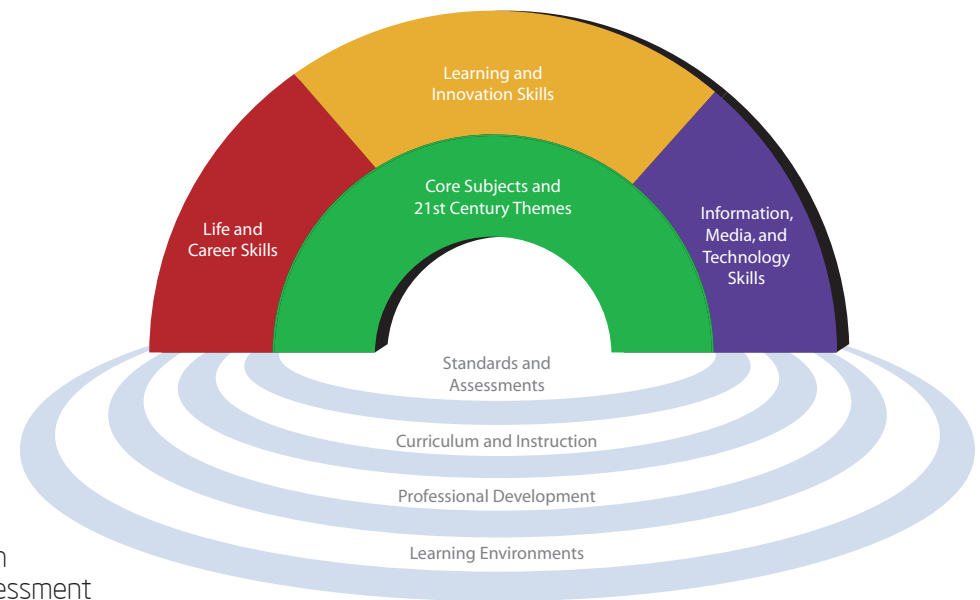 Learning and
Innovation Skills
Core Subjects and
21st Century Themes
Life and
Career Skills
Information,
Media, and
Technology
Skills
Standards and
Assessments
Curriculum and Instruction
Professional Development
Learning Environments